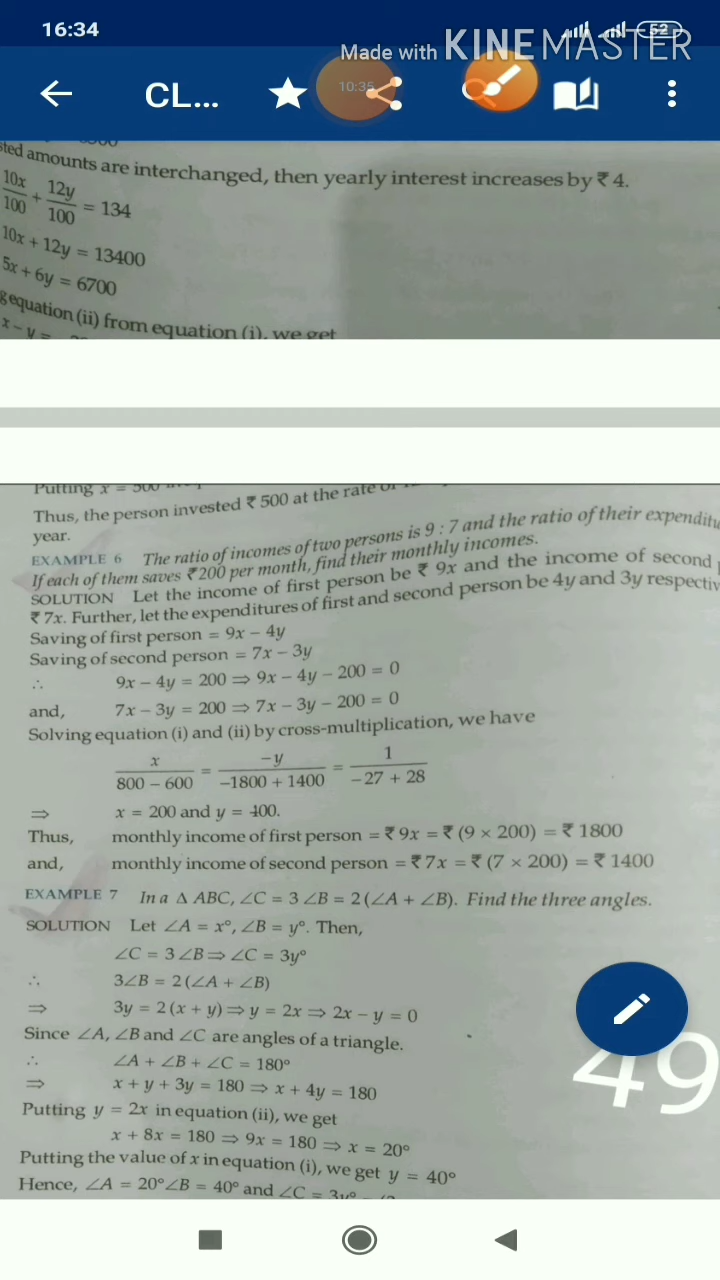 16:34
52
Made with KINEMASTER
CL...
10:35
sted amounts are interchanged, then yearly interest increases by ₹ 4.
10x/100 + 12y/100 = 134
10x + 12y = 13400
5x + 6y = 6700
equation (ii) from equation (i), we get
x − y =
Putting x = 500
Thus, the person invested ₹ 500 at the rate of
year.
EXAMPLE 6 The ratio of incomes of two persons is 9 : 7 and the ratio of their expenditu
If each of them saves ₹ 200 per month, find their monthly incomes.
SOLUTION Let the income of first person be ₹ 9x and the income of second p
₹ 7x. Further, let the expenditures of first and second person be 4y and 3y respectiv
Saving of first person = 9x − 4y
Saving of second person = 7x − 3y
∴ 9x − 4y = 200 ⇒ 9x − 4y − 200 = 0
and, 7x − 3y = 200 ⇒ 7x − 3y − 200 = 0
Solving equation (i) and (ii) by cross-multiplication, we have
x/(800 − 600) = −y/(−1800 + 1400) = 1/(−27 + 28)
⇒ x = 200 and y = 400.
Thus, monthly income of first person = ₹ 9x = ₹ (9 × 200) = ₹ 1800
and, monthly income of second person = ₹ 7x = ₹ (7 × 200) = ₹ 1400
EXAMPLE 7 In a Δ ABC, ∠C = 3 ∠B = 2 (∠A + ∠B). Find the three angles.
SOLUTION Let ∠A = x°, ∠B = y°. Then,
∠C = 3 ∠B ⇒ ∠C = 3y°
∴ 3∠B = 2 (∠A + ∠B)
⇒ 3y = 2 (x + y) ⇒ y = 2x ⇒ 2x − y = 0
Since ∠A, ∠B and ∠C are angles of a triangle.
∴ ∠A + ∠B + ∠C = 180°
⇒ x + y + 3y = 180 ⇒ x + 4y = 180
Putting y = 2x in equation (ii), we get
x + 8x = 180 ⇒ 9x = 180 ⇒ x = 20°
Putting the value of x in equation (i), we get y = 40°
Hence, ∠A = 20° ∠B = 40° and ∠C = 3y°
49